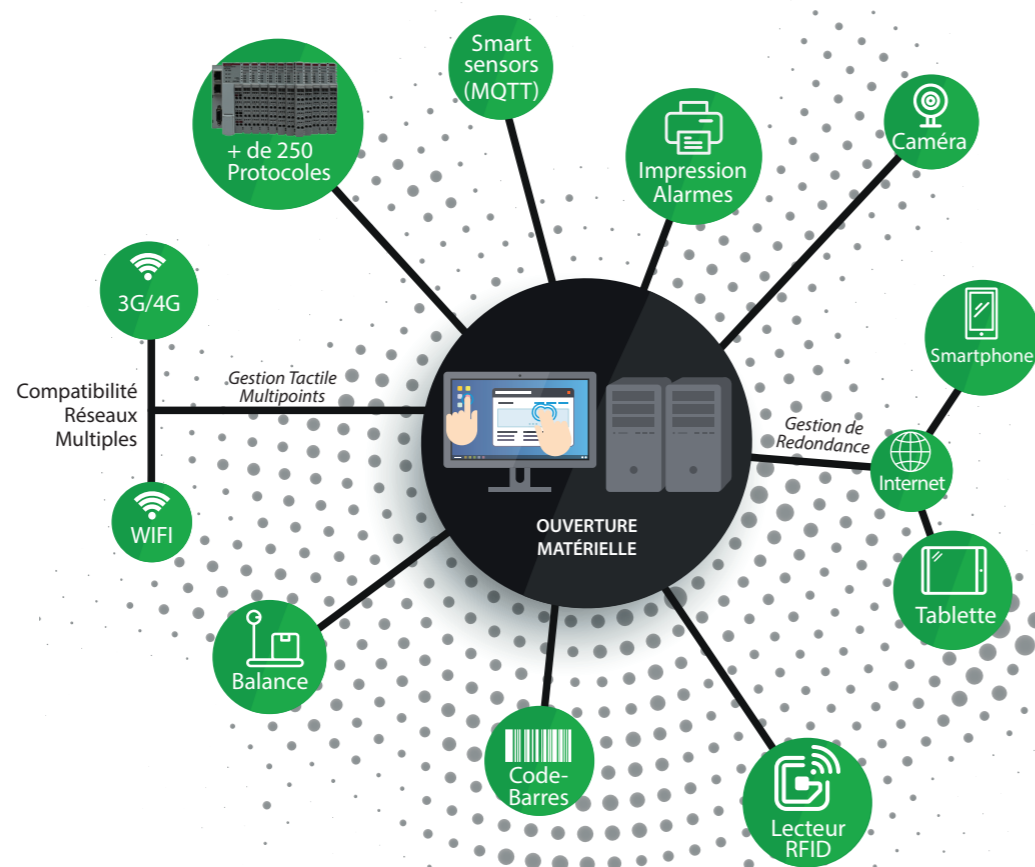 Smart
sensors
(MQTT)
+ de 250
Protocoles
Impression
Alarmes
Caméra
3G/4G
Smartphone
Compatibilité
Réseaux
Multiples
Gestion Tactile
Multipoints
Gestion de
Redondance
Internet
WIFI
OUVERTURE
MATÉRIELLE
Tablette
Balance
Code-
Barres
Lecteur
RFID